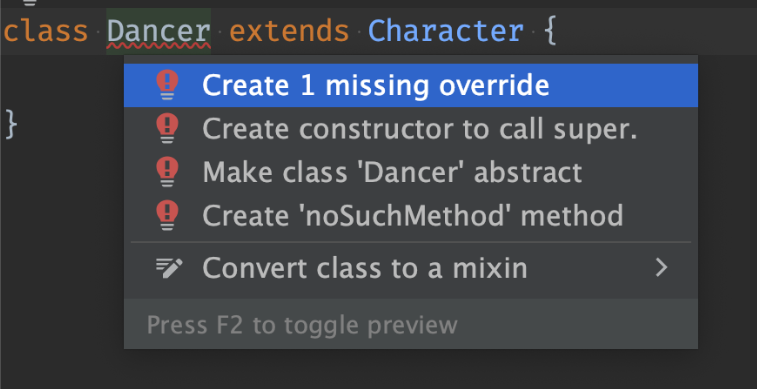 class Dancer extends Character {
Create 1 missing override
}
Create constructor to call super.
Make class 'Dancer' abstract
Create 'noSuchMethod' method
Convert class to a mixin
Press F2 to toggle preview